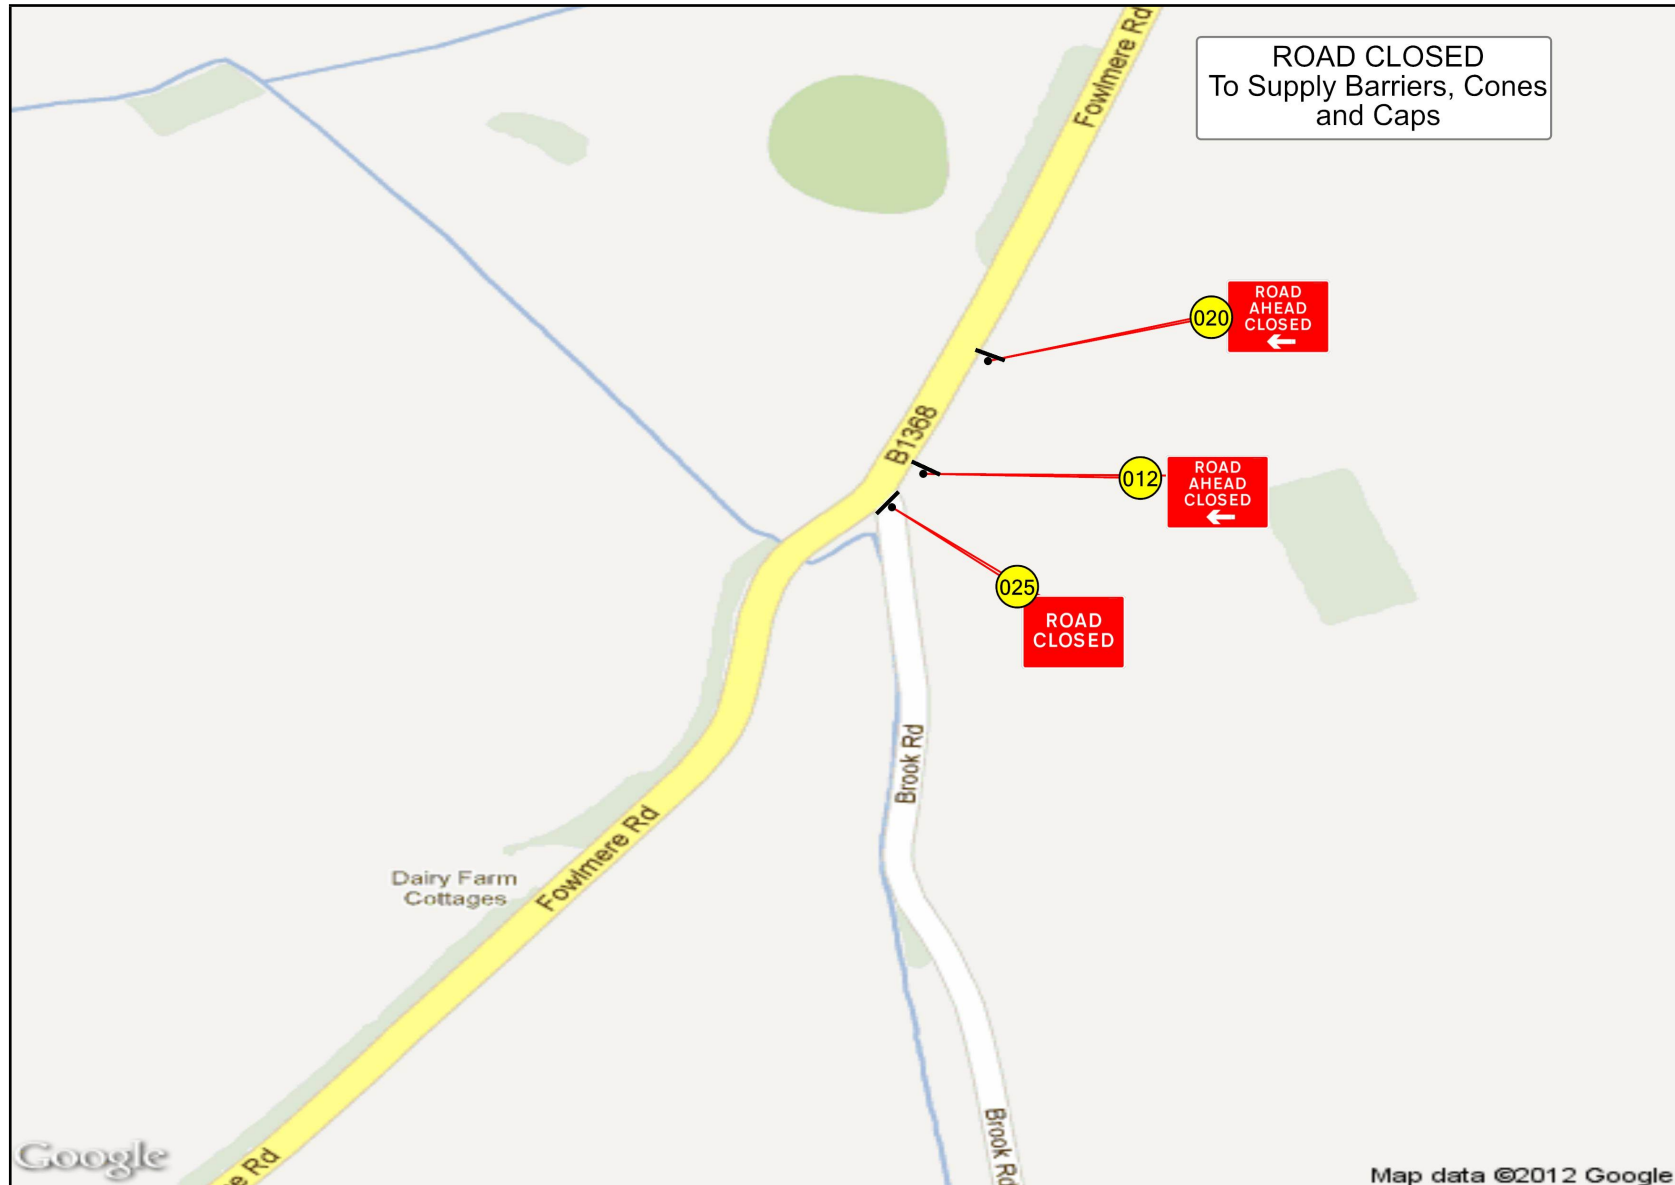 Fowlmere Rd
ROAD CLOSED
To Supply Barriers, Cones
and Caps
020
ROAD
AHEAD
CLOSED
B1368
012
ROAD
AHEAD
CLOSED
025
ROAD
CLOSED
Brook Rd
Fowlmere Rd
Dairy Farm
Cottages
Brook Rd
e Rd
Google
Map data ©2012 Google